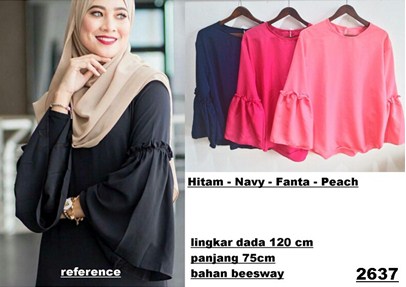 Hitam - Navy - Fanta - Peach
lingkar dada 120 cm
panjang 75cm
bahan beesway
reference
2637